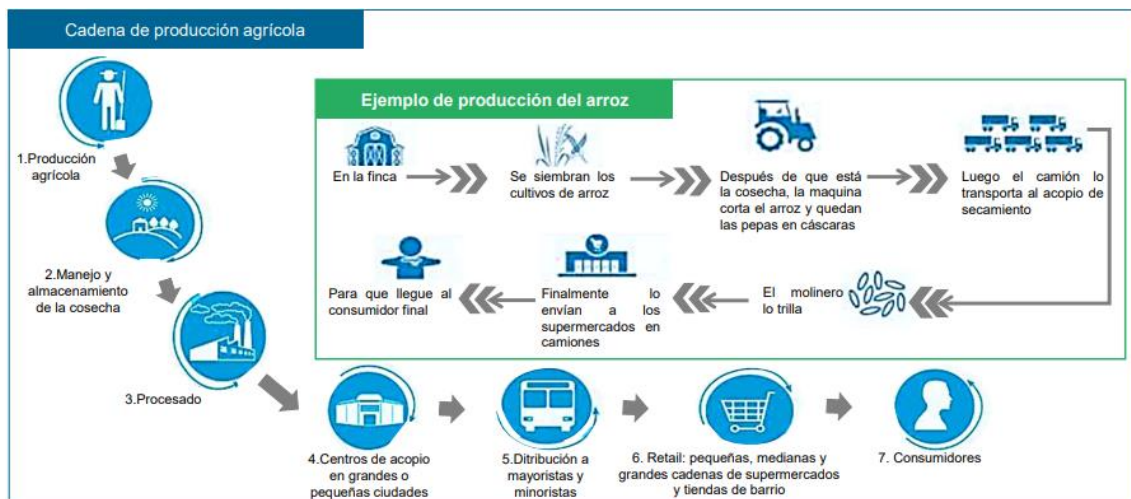 Cadena de producción agrícola
Ejemplo de producción del arroz
1.Producción
agrícola
2.Manejo y
almacenamiento
de la cosecha
3.Procesado
En la finca
Se siembran los
cultivos de arroz
Después de que está
la cosecha, la maquina
corta el arroz y quedan
las pepas en cáscaras
Luego el camión lo
transporta al acopio de
secamiento
El molinero
lo trilla
Finalmente lo
envían a los
supermercados en
camiones
Para que llegue al
consumidor final
4.Centros de acopio
en grandes o
pequeñas ciudades
5.Ditribución a
mayoristas y
minoristas
6. Retail: pequeñas, medianas y
grandes cadenas de supermercados
y tiendas de barrio
7. Consumidores